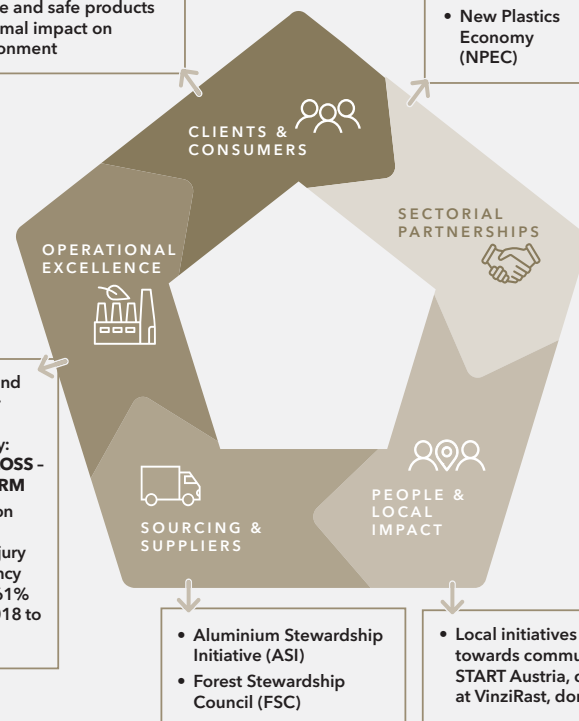 and safe products
mal impact on
onment
• New Plastics
Economy
(NPEC)
CLIENTS &
CONSUMERS
SECTORIAL
PARTNERSHIPS
OPERATIONAL
EXCELLENCE
nd
y:
OSS –
RM
on
jury
ncy
61%
018 to
PEOPLE &
LOCAL
IMPACT
SOURCING &
SUPPLIERS
• Aluminium Stewardship
Initiative (ASI)
• Forest Stewardship
Council (FSC)
• Local initiatives
towards commu
START Austria,
at VinziRast, do